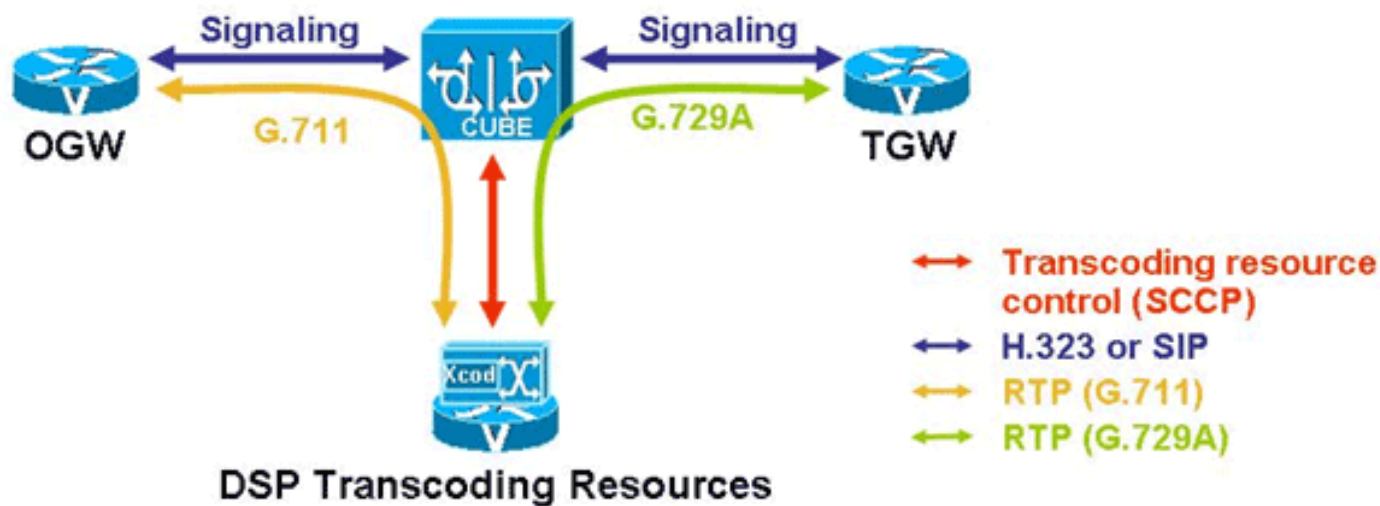 Signaling
Signaling
G.711
CUBE
G.729A
V
OGW
V
TGW
Transcoding resource
control (SCCP)
H.323 or SIP
Xcod
RTP (G.711)
V
RTP (G.729A)
DSP Transcoding Resources